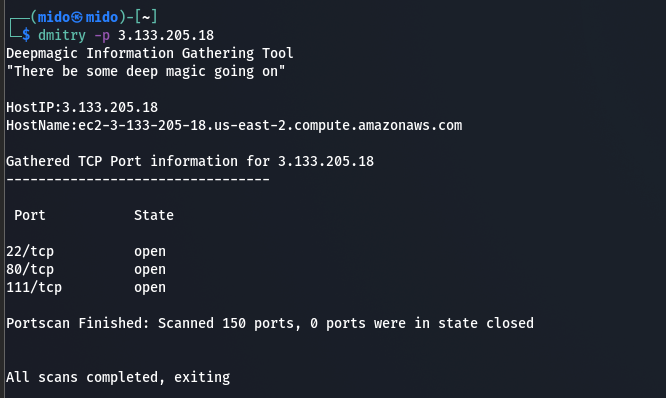 ┌──(mido㉿mido)-[~]
└─$ dmitry -p 3.133.205.18
Deepmagic Information Gathering Tool
"There be some deep magic going on"
HostIP:3.133.205.18
HostName:ec2-3-133-205-18.us-east-2.compute.amazonaws.com
Gathered TCP Port information for 3.133.205.18
---------------------------------
Port State
22/tcp open
80/tcp open
111/tcp open
Portscan Finished: Scanned 150 ports, 0 ports were in state closed
All scans completed, exiting